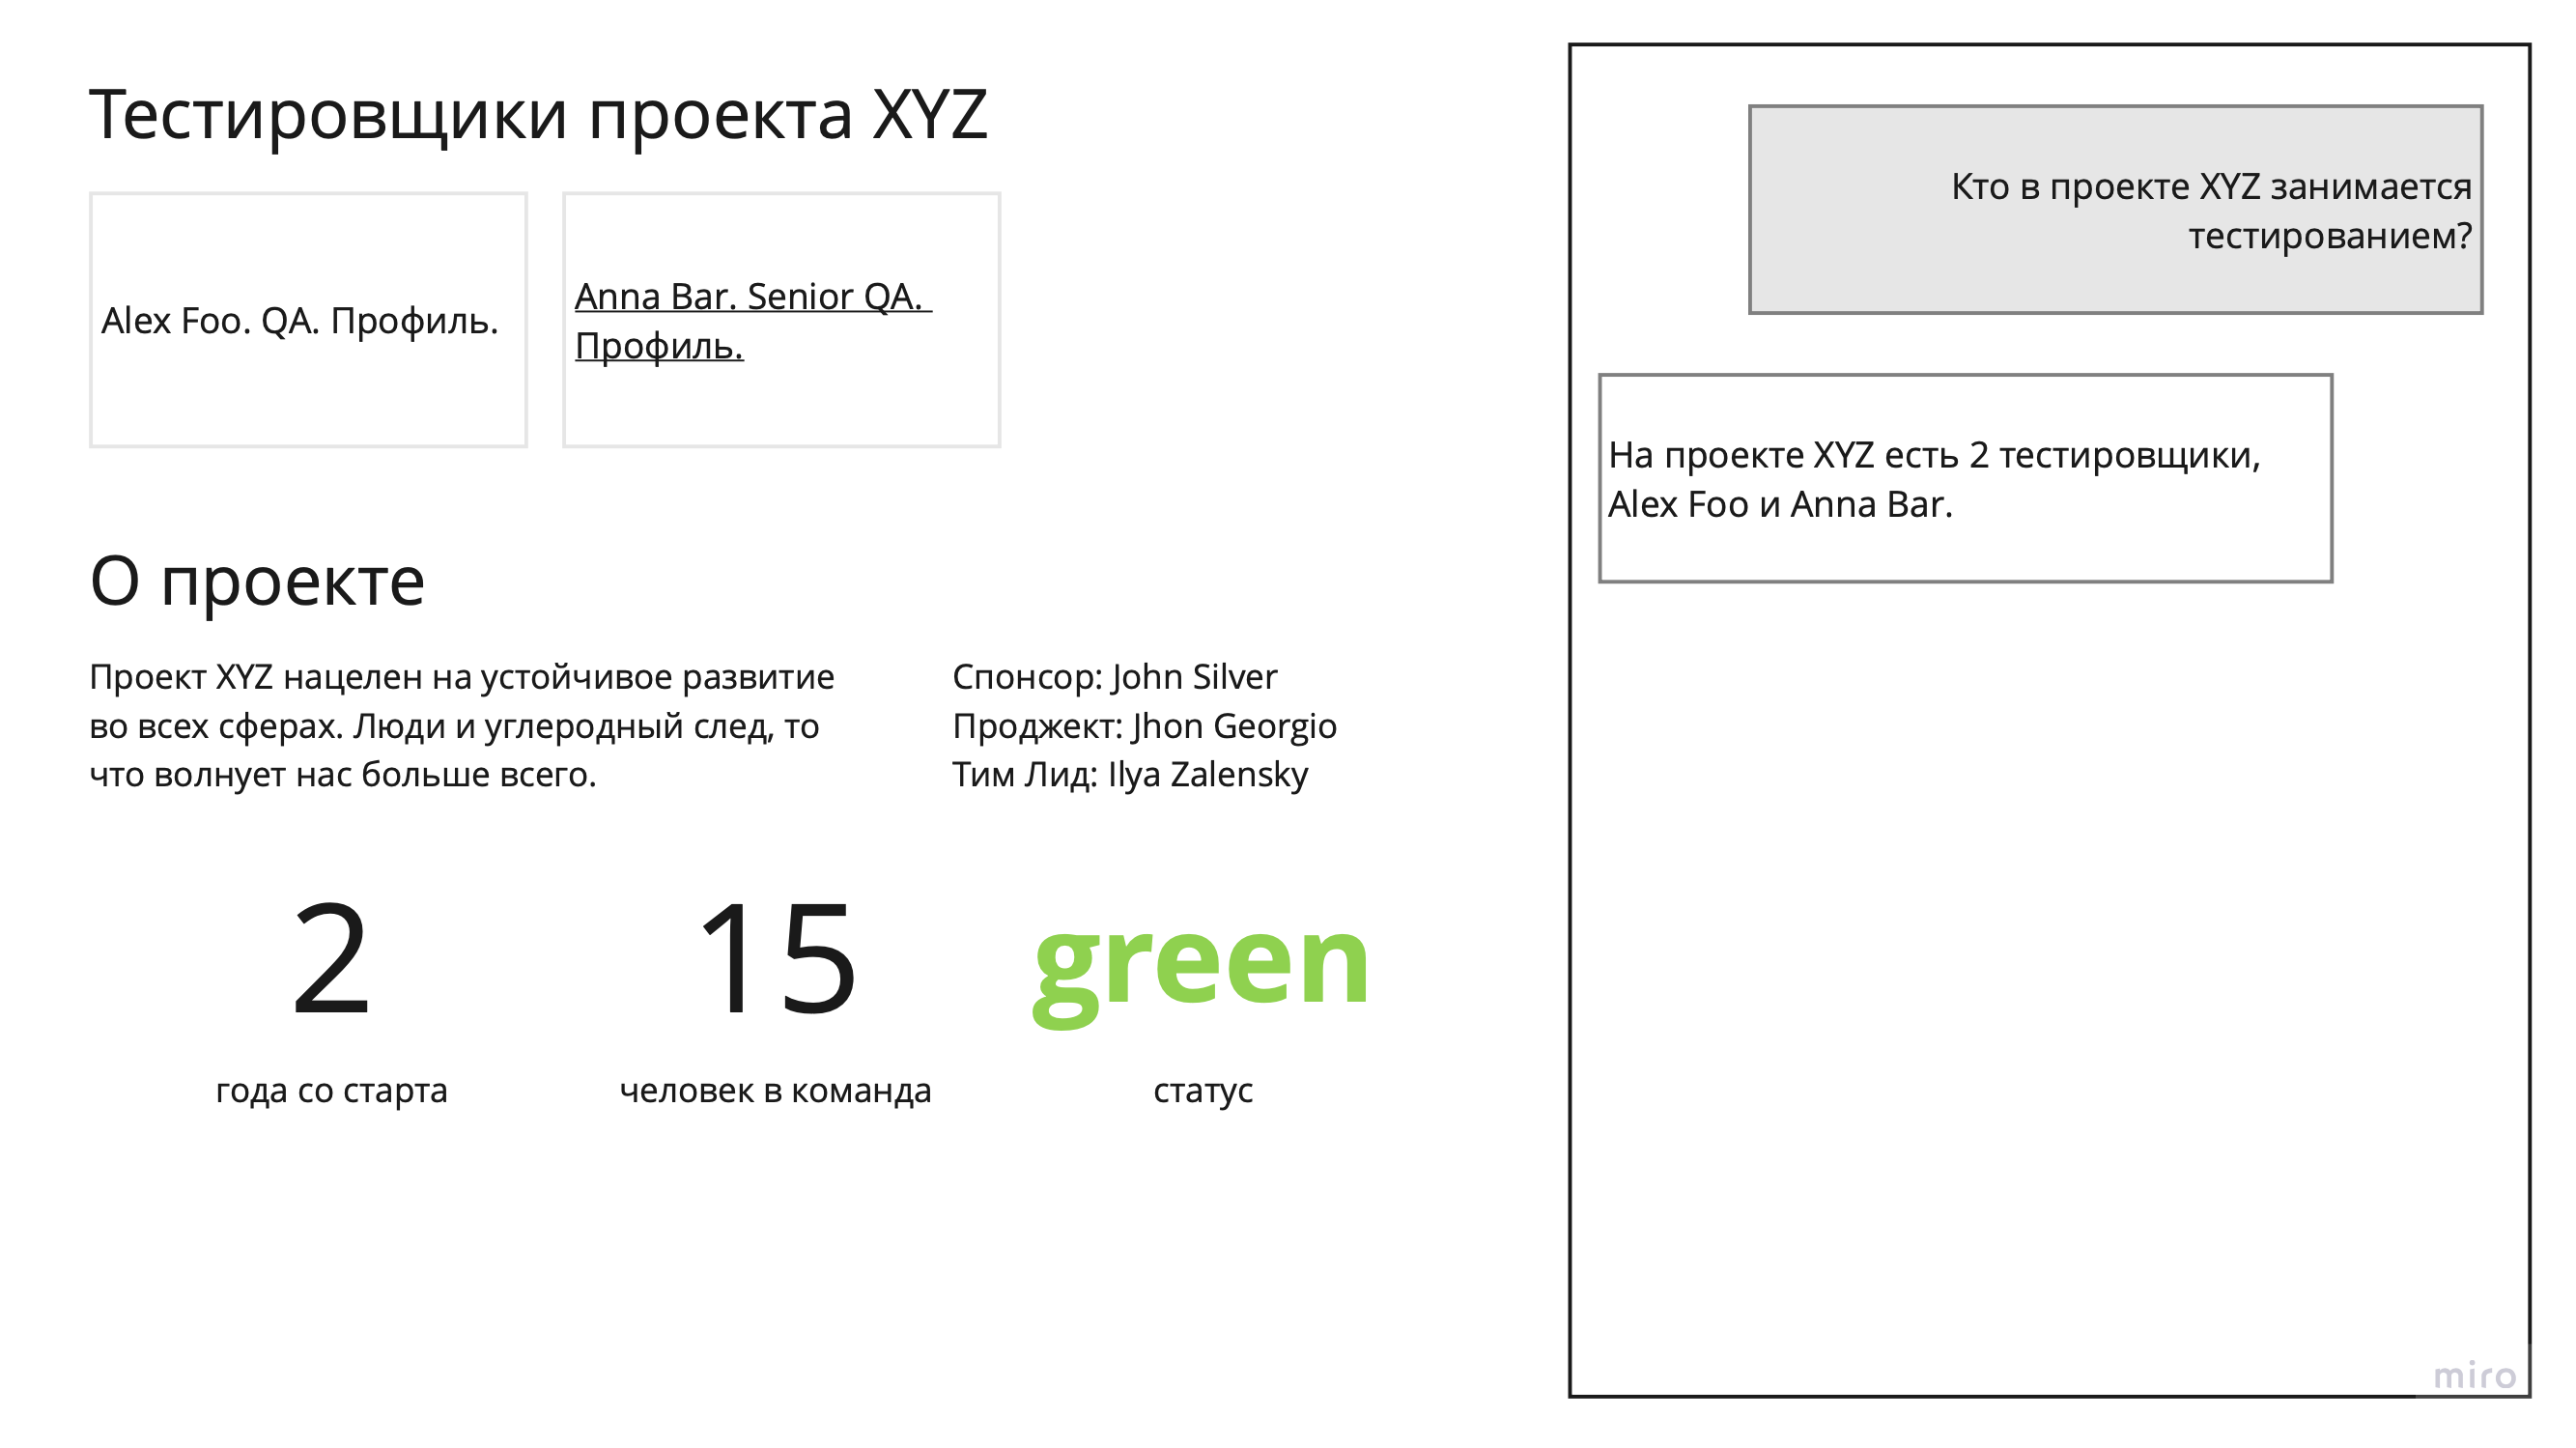 Тестировщики проекта XYZ
Alex Foo. QA. Профиль.
Anna Bar. Senior QA.
Профиль.
О проекте
Проект XYZ нацелен на устойчивое развитие
во всех сферах. Люди и углеродный след, то
что волнует нас больше всего.
Спонсор: John Silver
Проджект: Jhon Georgio
Тим Лид: Ilya Zalensky
2
года со старта
15
человек в команда
green
статус
Кто в проекте XYZ занимается
тестированием?
На проекте XYZ есть 2 тестировщики,
Alex Foo и Anna Bar.
miro